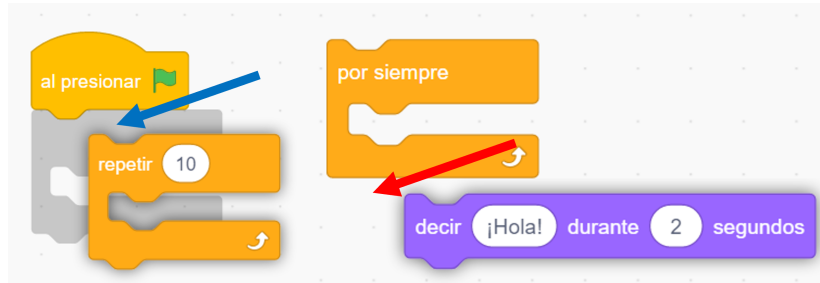 al presionar
repetir 10
por siempre
decir ¡Hola! durante 2 segundos